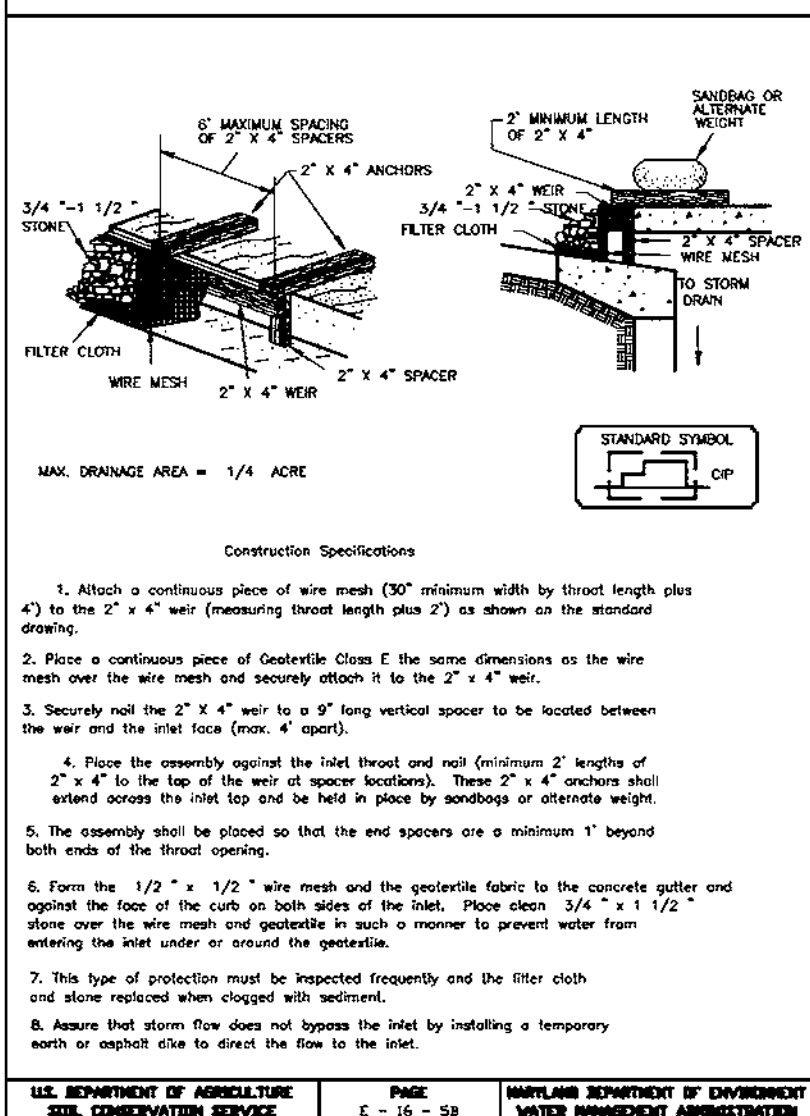 6' MAXIMUM SPACING
OF 2" X 4" SPACERS
2" X 4" ANCHORS
3/4 "-1 1/2 "
STONE
FILTER CLOTH
WIRE MESH
2" X 4" WEIR
2" X 4" SPACER
SANDBAG OR
ALTERNATE
WEIGHT
2' MINIMUM LENGTH
OF 2" X 4"
2" X 4" WEIR
3/4 "-1 1/2 "STONE
FILTER CLOTH
2" X 4" SPACER
WIRE MESH
TO STORM
DRAIN
MAX. DRAINAGE AREA = 1/4 ACRE
STANDARD SYMBOL
CIP
Construction Specifications
1. Attach a continuous piece of wire mesh (30" minimum width by throat length plus
4') to the 2" x 4" weir (measuring throat length plus 2') as shown on the standard
drawing.
2. Place a continuous piece of Geotextile Class E the same dimensions as the wire
mesh over the wire mesh and securely attach it to the 2" x 4" weir.
3. Securely nail the 2" X 4" weir to a 9" long vertical spacer to be located between
the weir and the inlet face (max. 4' apart).
4. Place the assembly against the inlet throat and nail (minimum 2' lengths of
2" x 4" to the top of the weir at spacer locations). These 2" x 4" anchors shall
extend across the inlet top and be held in place by sandbags or alternate weight.
5. The assembly shall be placed so that the end spacers are a minimum 1' beyond
both ends of the throat opening.
6. Form the 1/2 " x 1/2 " wire mesh and the geotextile fabric to the concrete gutter and
against the face of the curb on both sides of the inlet. Place clean 3/4 " x 1 1/2 "
stone over the wire mesh and geotextile in such a manner to prevent water from
entering the inlet under or around the geotextile.
7. This type of protection must be inspected frequently and the filter cloth
and stone replaced when clogged with sediment.
8. Assure that storm flow does not bypass the inlet by installing a temporary
earth or asphalt dike to direct the flow to the inlet.
U.S. DEPARTMENT OF AGRICULTURE
SOIL CONSERVATION SERVICE
PAGE
E - 16 - 5B
MARYLAND DEPARTMENT OF ENVIRONMENT
WATER MANAGEMENT ADMINISTRATION